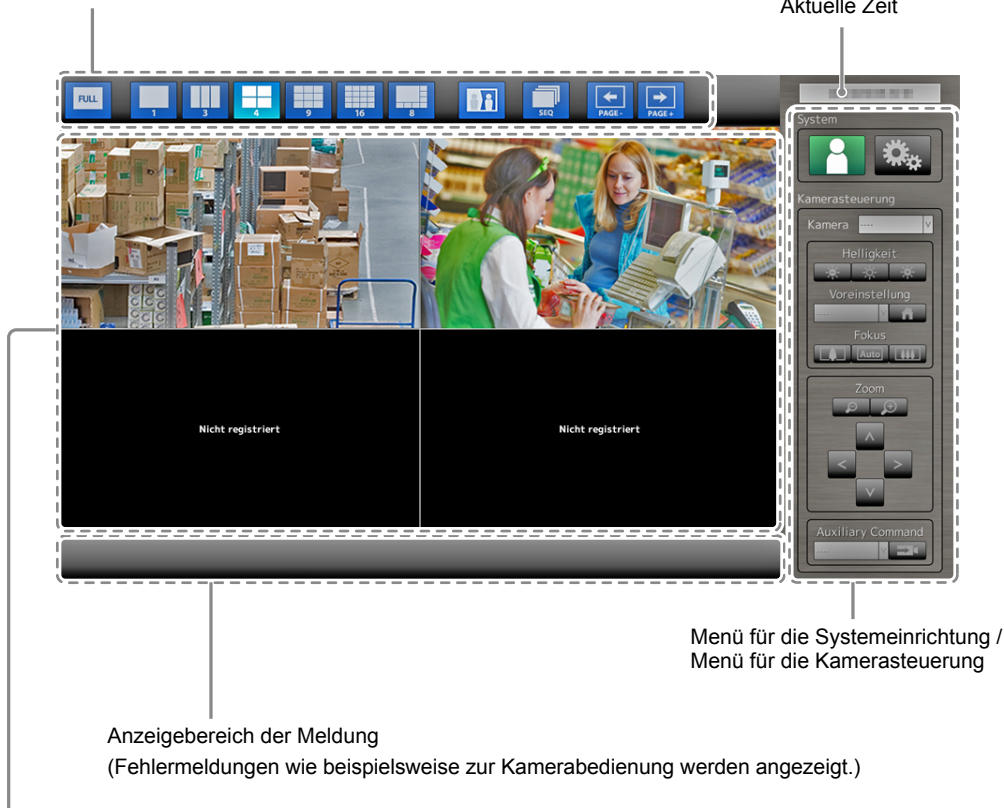 Aktuelle Zeit
FULL
1
3
4
9
16
8
SEQ
PAGE -
PAGE +
System
Kamerasteuerung
Kamera ---- v
Helligkeit
Voreinstellung
Fokus
Auto
Zoom
Nicht registriert
Nicht registriert
Auxiliary Command
Menü für die Systemeinrichtung /
Menü für die Kamerasteuerung
Anzeigebereich der Meldung
(Fehlermeldungen wie beispielsweise zur Kamerabedienung werden angezeigt.)